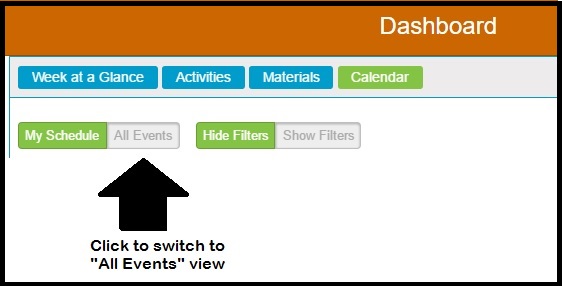 Dashboard
Week at a Glance Activities Materials Calendar
My Schedule All Events Hide Filters Show Filters
Click to switch to
"All Events" view